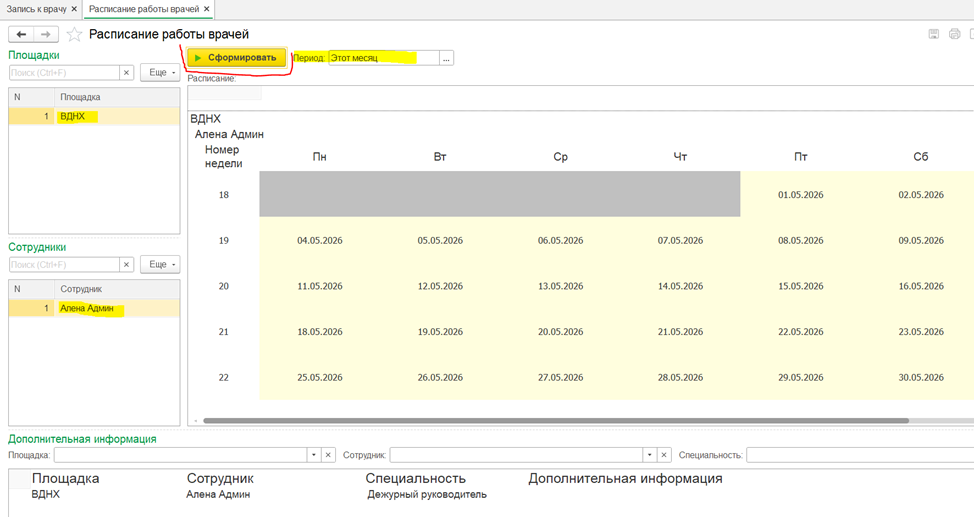 Запись к врачу × Расписание работы врачей ×
Расписание работы врачей
Площадки
Поиск (Ctrl+F) × Еще
N Площадка
1 ВДНХ
Сотрудники
Поиск (Ctrl+F) × Еще
N Сотрудник
1 Алена Админ
Сформировать Период: Этот месяц ...
Расписание:
ВДНХ
Алена Админ
Номер недели Пн Вт Ср Чт Пт Сб
18 01.05.2026 02.05.2026
19 04.05.2026 05.05.2026 06.05.2026 07.05.2026 08.05.2026 09.05.2026
20 11.05.2026 12.05.2026 13.05.2026 14.05.2026 15.05.2026 16.05.2026
21 18.05.2026 19.05.2026 20.05.2026 21.05.2026 22.05.2026 23.05.2026
22 25.05.2026 26.05.2026 27.05.2026 28.05.2026 29.05.2026 30.05.2026
Дополнительная информация
Площадка: × Сотрудник: × Специальность:
Площадка Сотрудник Специальность Дополнительная информация
ВДНХ Алена Админ Дежурный руководитель